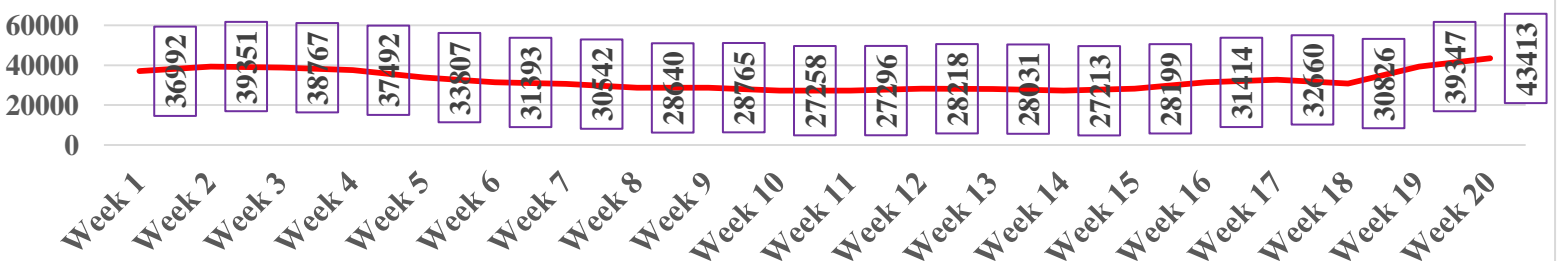 60000
40000
20000
0
36992
39351
38767
37492
33807
31393
30542
28640
28765
27258
27296
28218
28031
27213
28199
31414
32660
30826
39347
43413
Week 1
Week 2
Week 3
Week 4
Week 5
Week 6
Week 7
Week 8
Week 9
Week 10
Week 11
Week 12
Week 13
Week 14
Week 15
Week 16
Week 17
Week 18
Week 19
Week 20